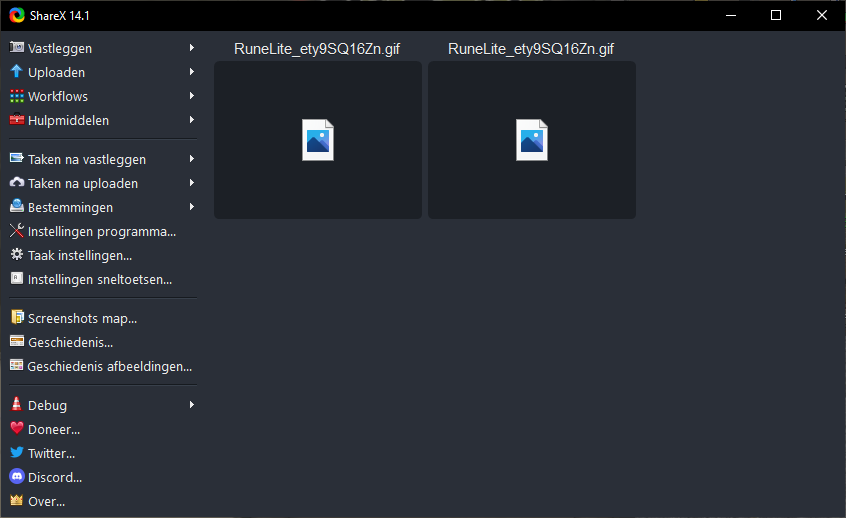 ShareX 14.1
Vastleggen
Uploaden
Workflows
Hulpmiddelen
Taken na vastleggen
Taken na uploaden
Bestemmingen
Instellingen programma...
Taak instellingen...
Instellingen sneltoetsen...
Screenshots map...
Geschiedenis...
Geschiedenis afbeeldingen...
Debug
Doneer...
Twitter...
Discord...
Over...
RuneLite_ety9SQ16Zn.gif
RuneLite_ety9SQ16Zn.gif